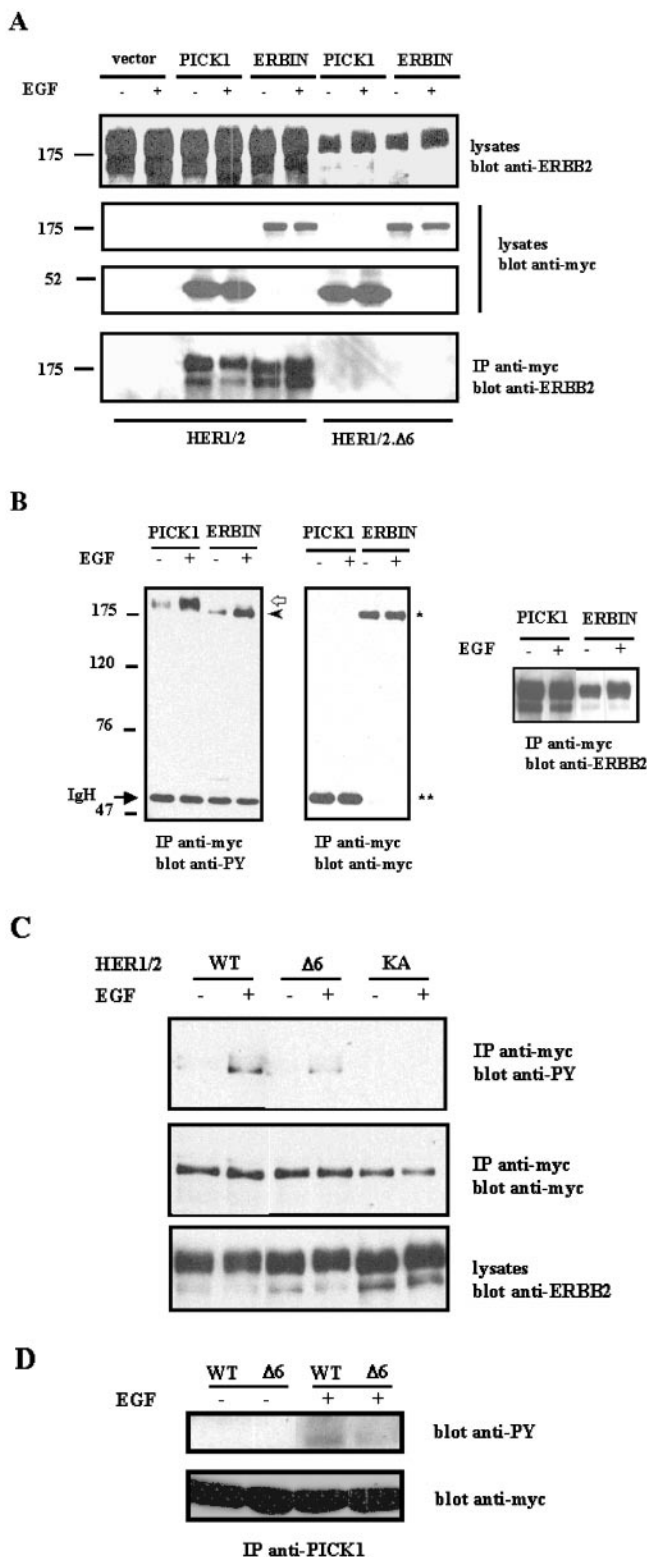 A
vector PICK1 ERBIN PICK1 ERBIN
EGF - + - + - + - + - +
175
lysates
blot anti-ERBB2
175
52
lysates
blot anti-myc
175
IP anti-myc
blot anti-ERBB2
HER1/2 HER1/2.Δ6
B
PICK1 ERBIN PICK1 ERBIN
EGF - + - + - + - +
175
120
76
IgH
47
*
**
IP anti-myc
blot anti-PY
IP anti-myc
blot anti-myc
PICK1 ERBIN
EGF - + - +
IP anti-myc
blot anti-ERBB2
C
HER1/2 WT Δ6 KA
EGF - + - + - +
IP anti-myc
blot anti-PY
IP anti-myc
blot anti-myc
lysates
blot anti-ERBB2
D
WT Δ6 WT Δ6
EGF - - + +
blot anti-PY
blot anti-myc
IP anti-PICK1